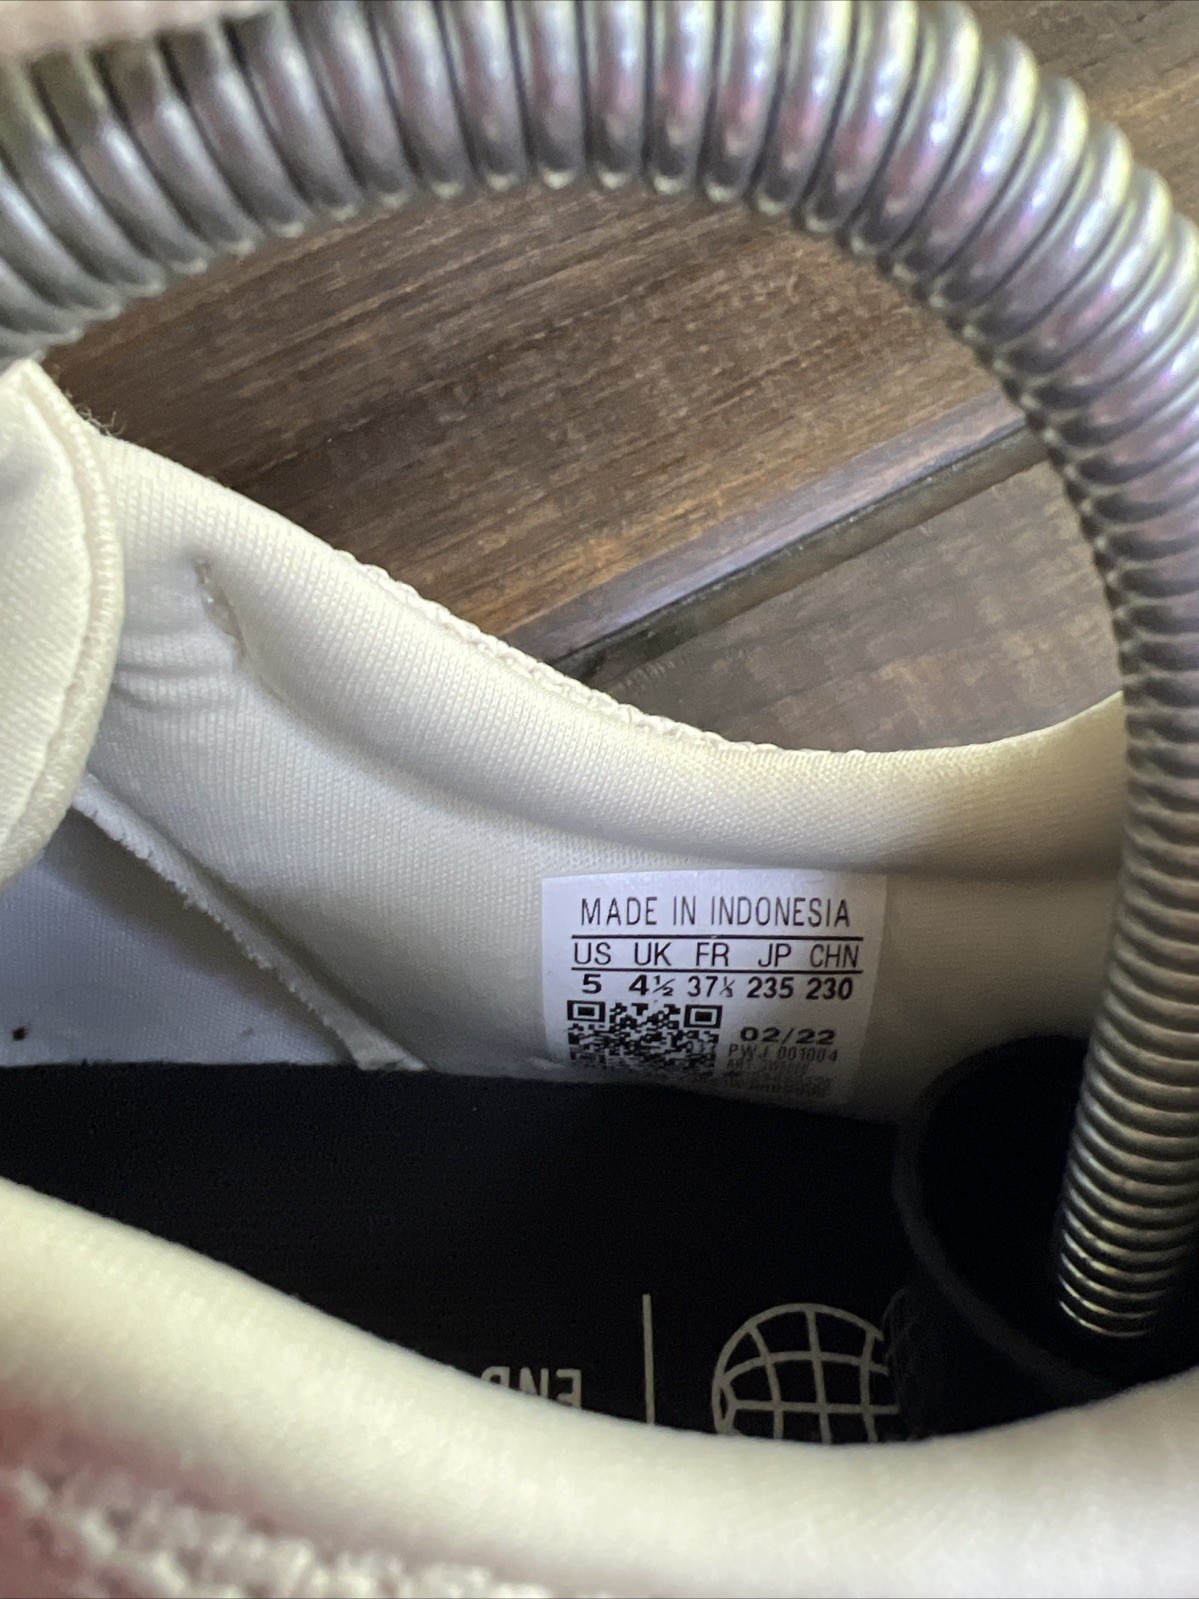 MADE IN INDONESIA
US UK FR JP CHN
5 4½ 37⅓ 235 230
02/22
PWJ 001004
END